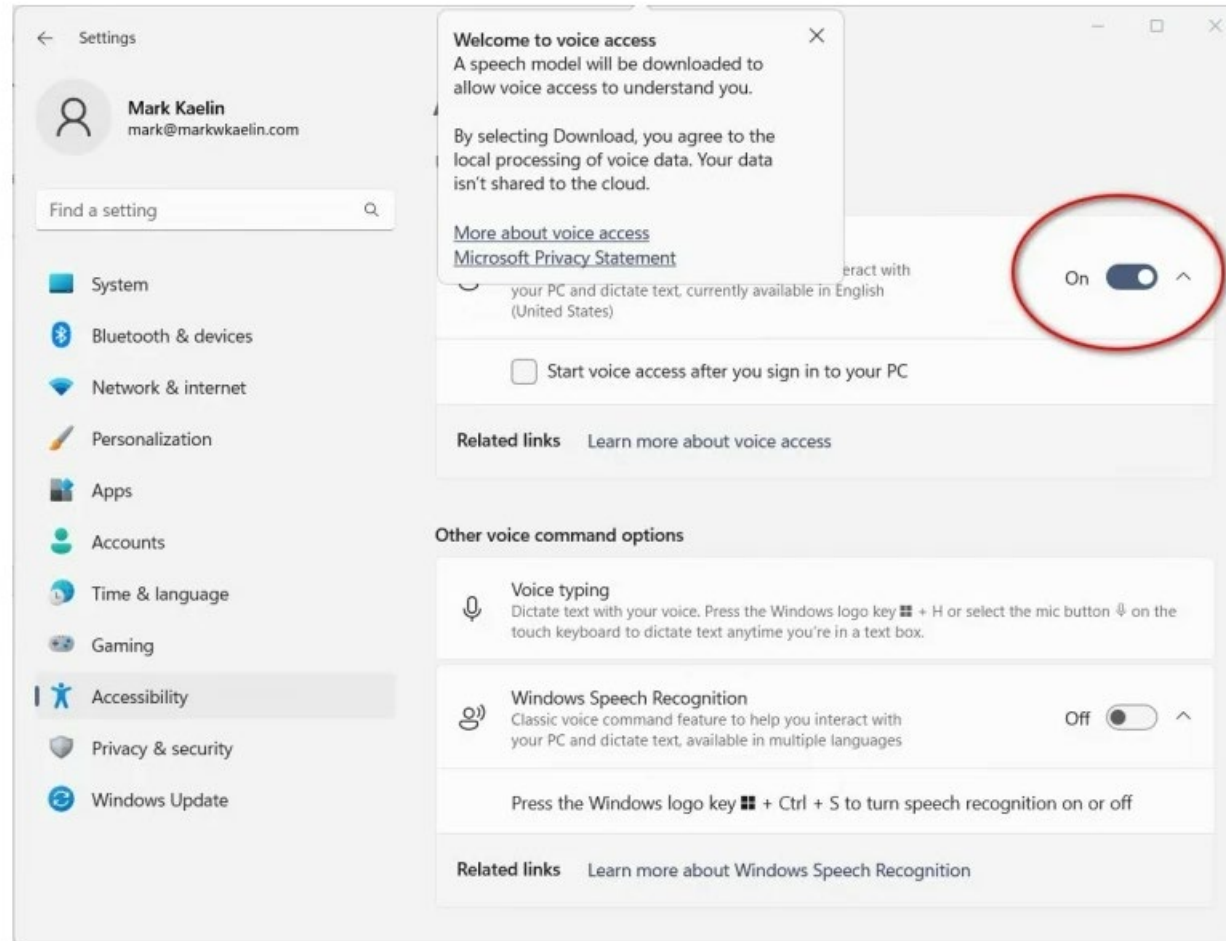 Settings
Mark Kaelin
mark@markwkaelin.com
Find a setting
System
Bluetooth & devices
Network & internet
Personalization
Apps
Accounts
Time & language
Gaming
Accessibility
Privacy & security
Windows Update
Welcome to voice access
A speech model will be downloaded to
allow voice access to understand you.
By selecting Download, you agree to the
local processing of voice data. Your data
isn't shared to the cloud.
More about voice access
Microsoft Privacy Statement
with
your PC and dictate text, currently available in English
(United States)
On
Start voice access after you sign in to your PC
Related links Learn more about voice access
Other voice command options
Voice typing
Dictate text with your voice. Press the Windows logo key + H or select the mic button on the
touch keyboard to dictate text anytime you're in a text box.
Windows Speech Recognition
Classic voice command feature to help you interact with
your PC and dictate text, available in multiple languages
Off
Press the Windows logo key + Ctrl + S to turn speech recognition on or off
Related links Learn more about Windows Speech Recognition